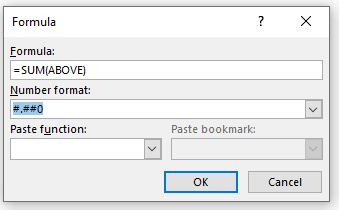 Formula
Formula:
=SUM(ABOVE)
Number format:
#.##0
Paste function:
Paste bookmark:
OK
Cancel